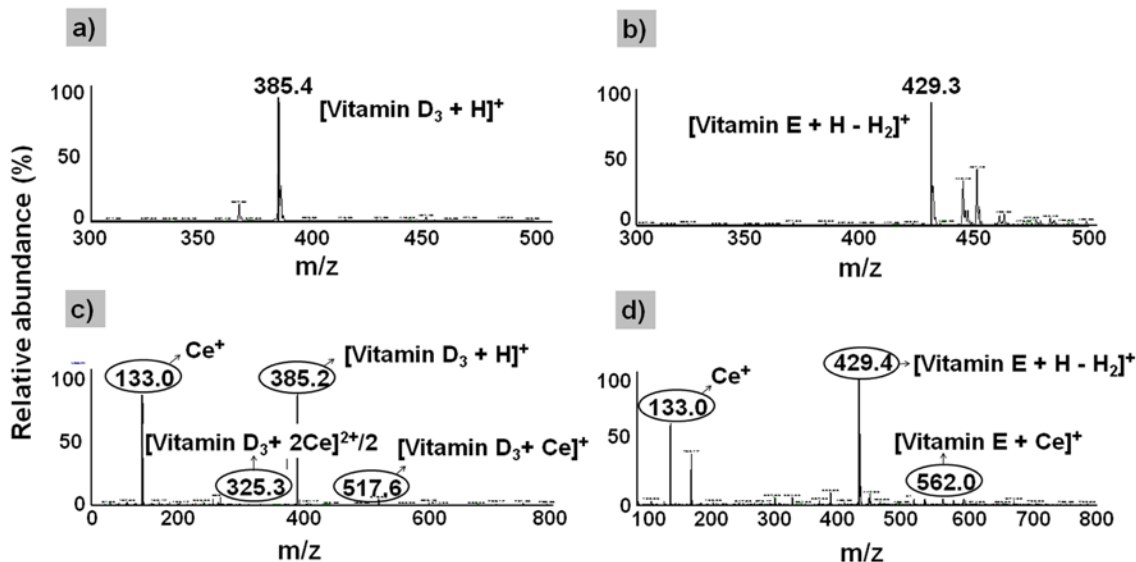 Relative abundance (%)
a)
385.4
[Vitamin D₃ + H]⁺
100
50
0
300 350 400 450 500
m/z
b)
429.3
[Vitamin E + H - H₂]⁺
100
50
0
300 350 400 450 500
m/z
c)
Ce⁺
133.0
[Vitamin D₃ + H]⁺
385.2
100
[Vitamin D₃+ 2Ce]²⁺/2
[Vitamin D₃+ Ce]⁺
50
325.3
517.6
0
0 200 400 600 800
m/z
d)
429.4
[Vitamin E + H - H₂]⁺
Ce⁺
133.0
100
[Vitamin E + Ce]⁺
50
562.0
0
100 200 300 400 500 600 700 800
m/z